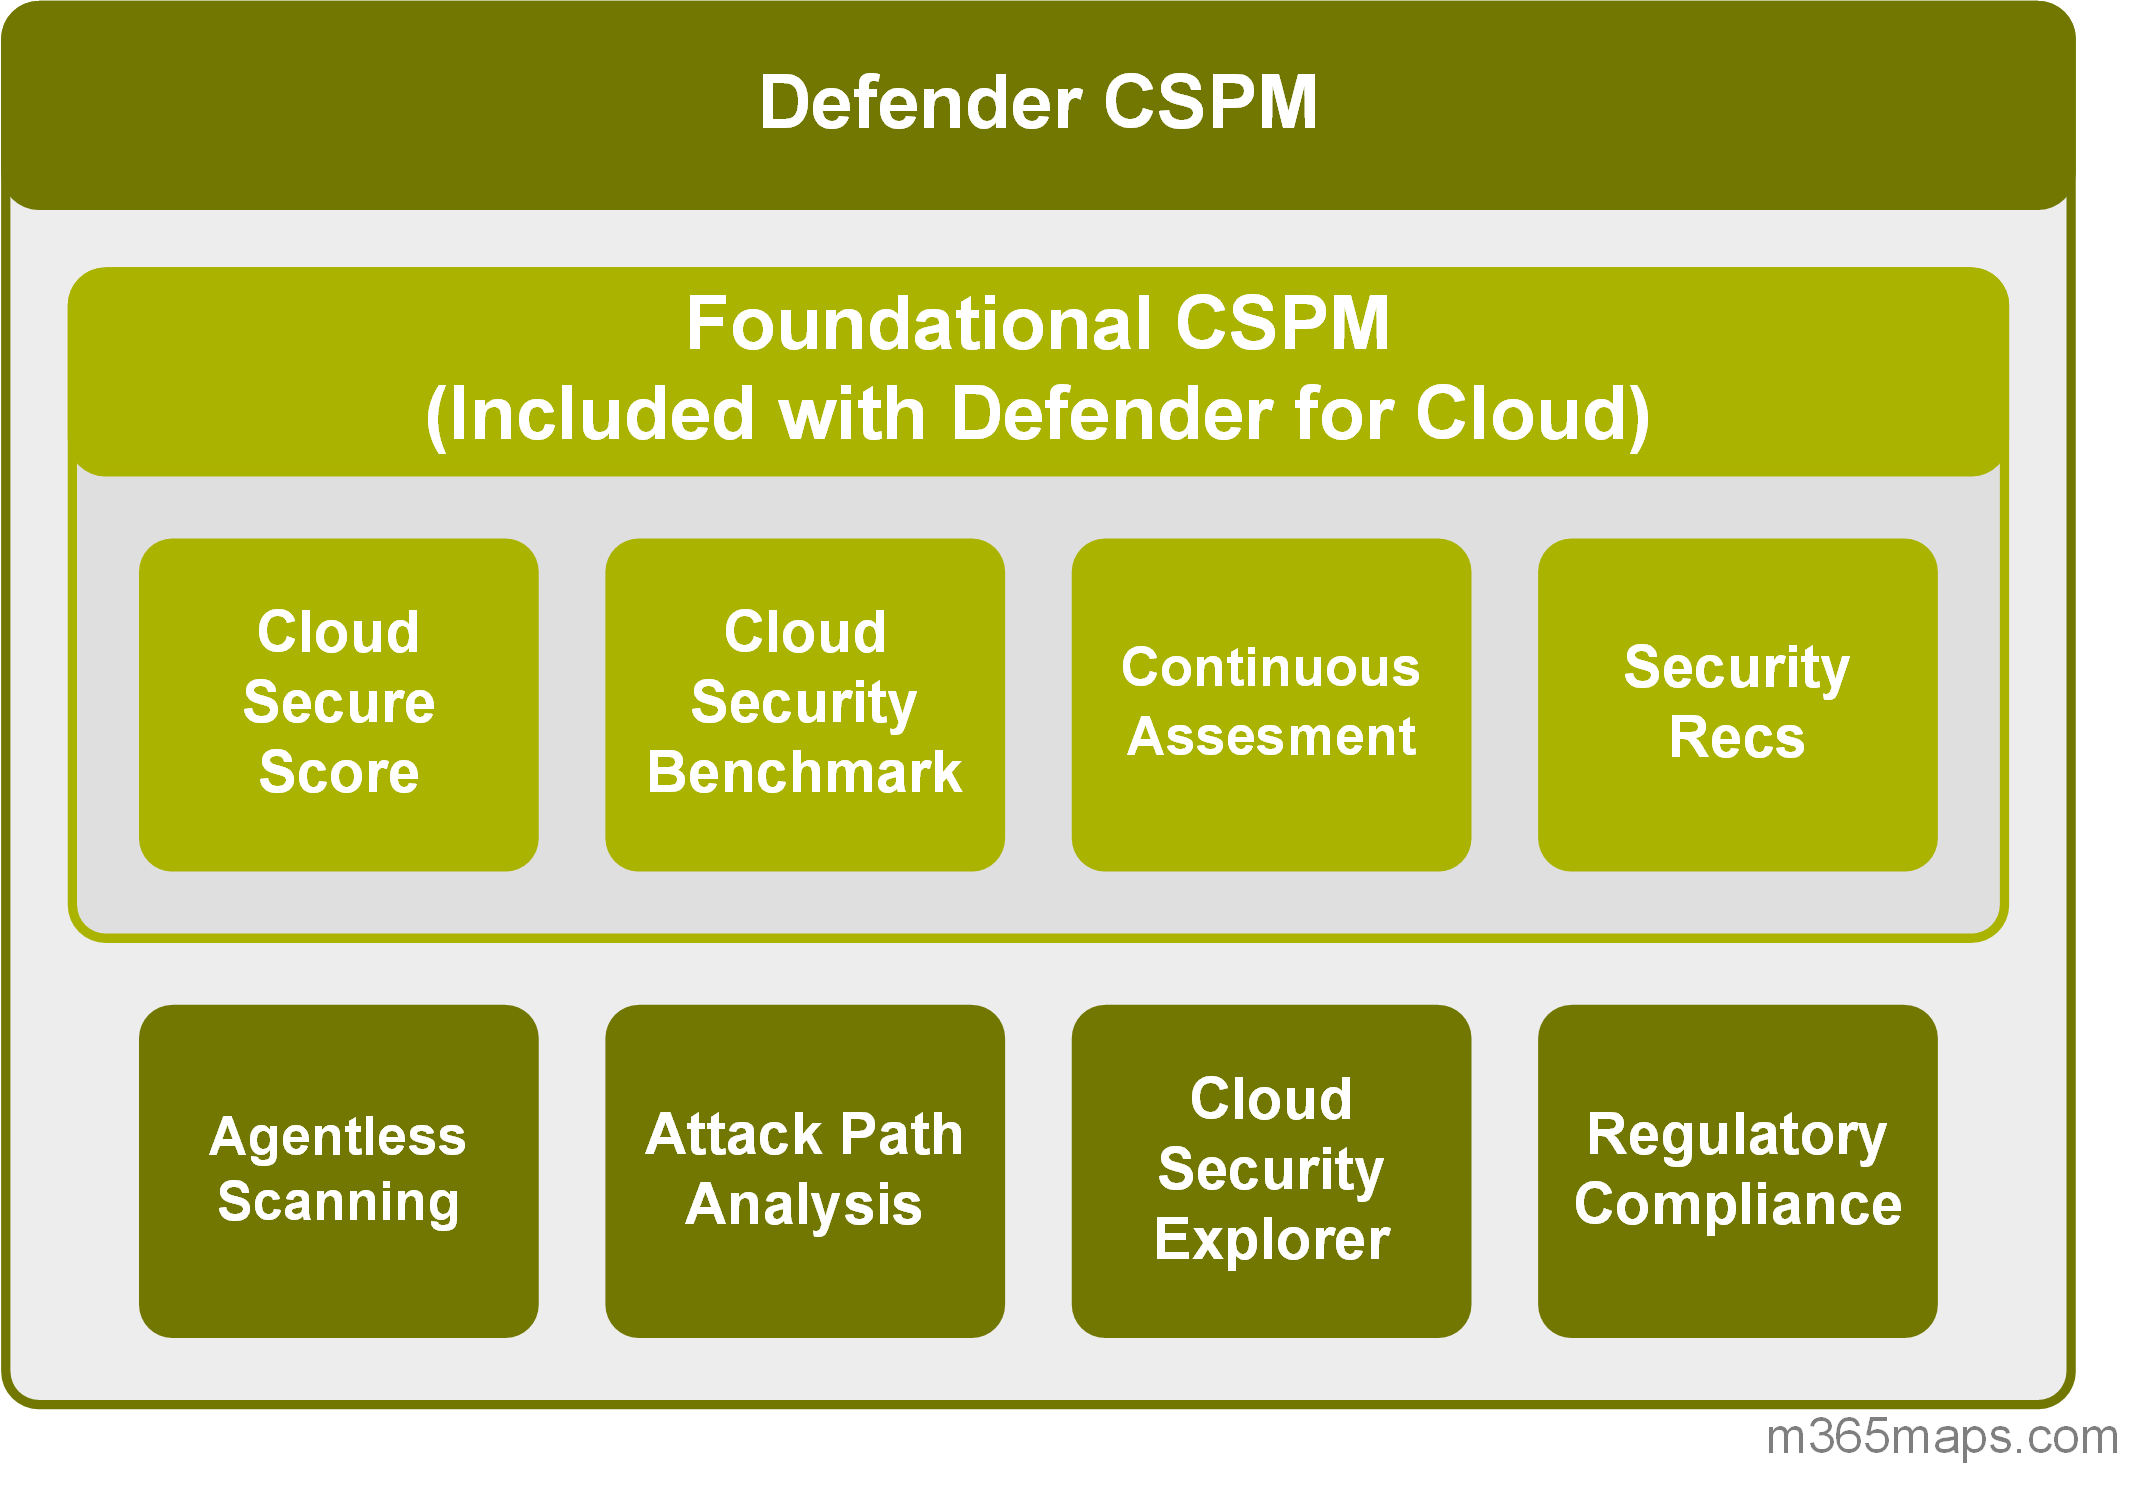 Defender CSPM
Foundational CSPM
(Included with Defender for Cloud)
Cloud
Secure
Score
Cloud
Security
Benchmark
Continuous
Assesment
Security
Recs
Agentless
Scanning
Attack Path
Analysis
Cloud
Security
Explorer
Regulatory
Compliance
m365maps.com